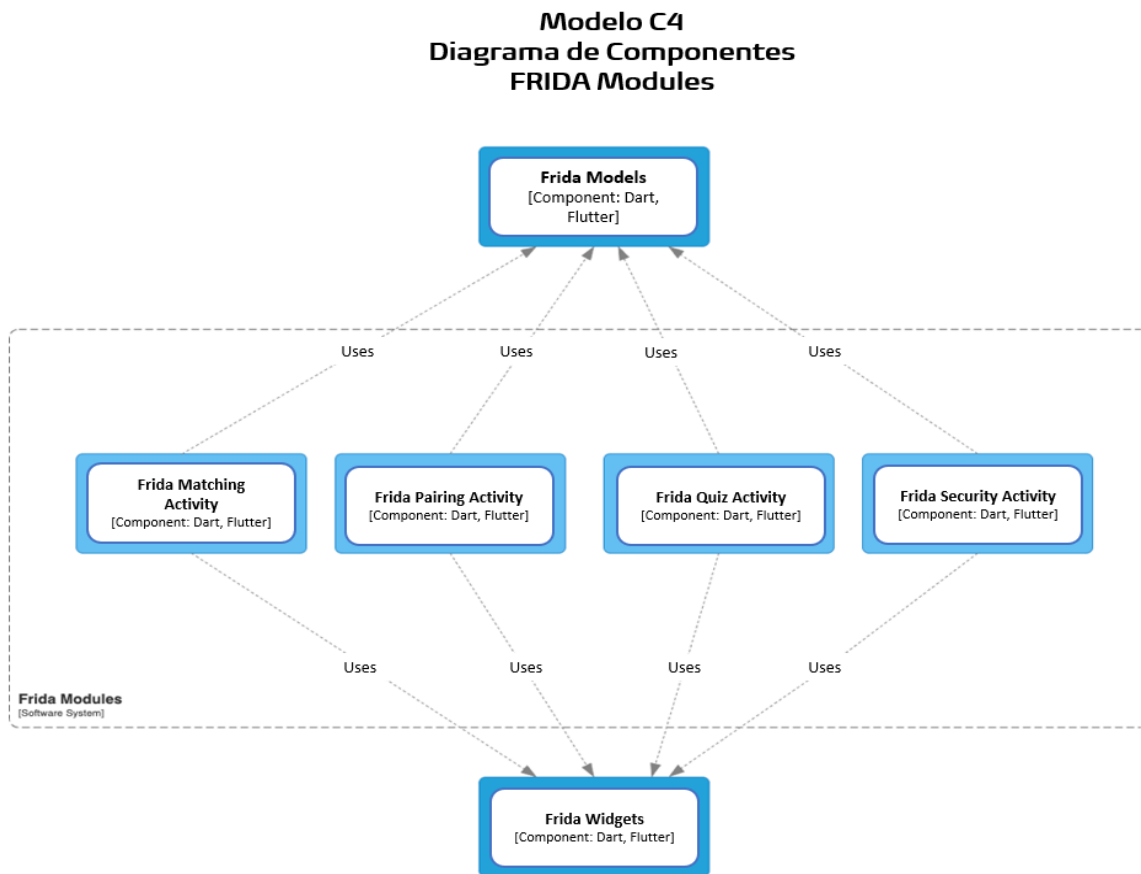 Modelo C4
Diagrama de Componentes
FRIDA Modules
Frida Models
[Component: Dart,
Flutter]
Uses
Uses
Uses
Uses
Frida Matching
Activity
[Component: Dart, Flutter]
Frida Pairing Activity
[Component: Dart, Flutter]
Frida Quiz Activity
[Component: Dart, Flutter]
Frida Security Activity
[Component: Dart, Flutter]
Uses
Uses
Uses
Uses
Frida Modules
[Software System]
Frida Widgets
[Component: Dart, Flutter]